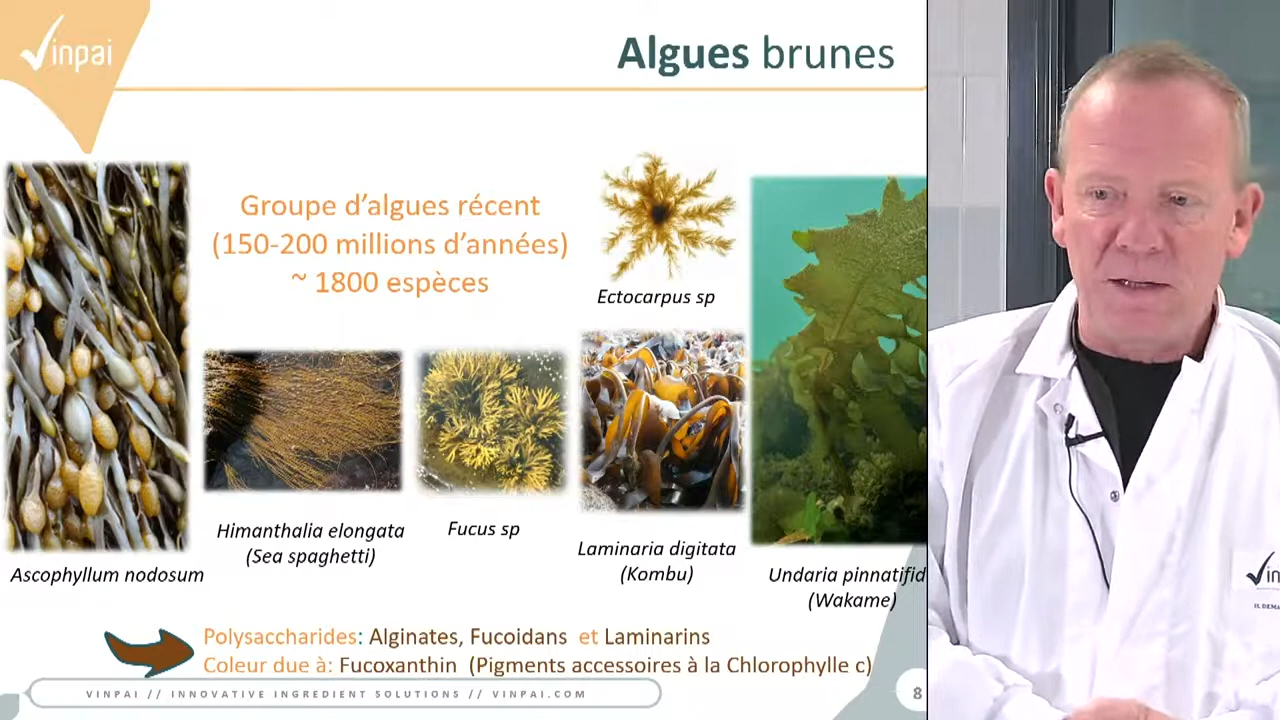 Vinpai
Algues brunes
Groupe d'algues récent
(150-200 millions d'années)
~ 1800 espèces
Ectocarpus sp
Himanthalia elongata
(Sea spaghetti)
Fucus sp
Laminaria digitata
(Kombu)
Ascophyllum nodosum
Undaria pinnatifid
(Wakame)
Polysaccharides: Alginates, Fucoidans et Laminarins
Coleur due à: Fucoxanthin (Pigments accessoires à la Chlorophylle c)
VINPAI // INNOVATIVE INGREDIENT SOLUTIONS // VINPAI.COM
8
Vin